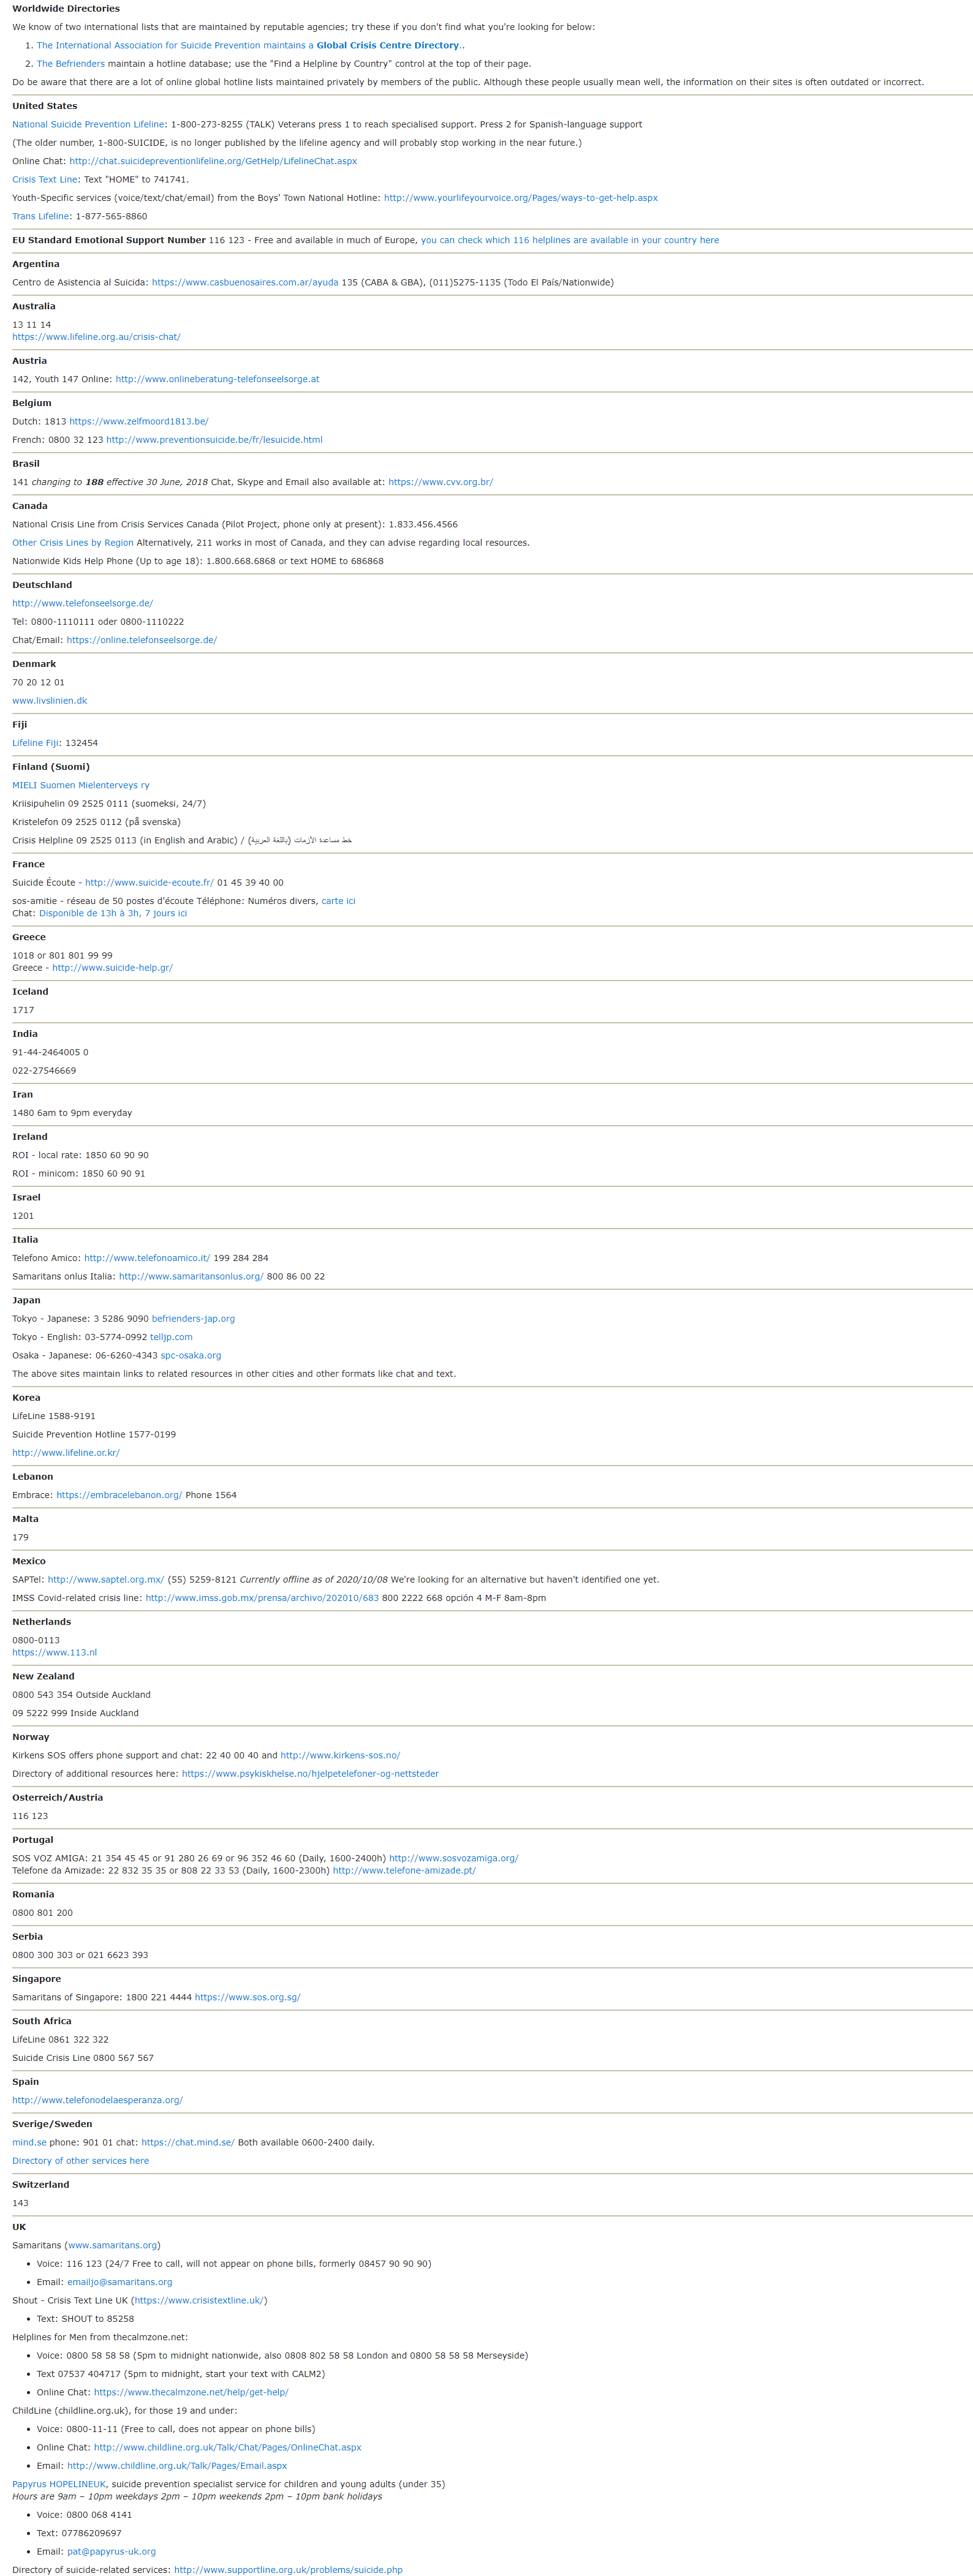 Worldwide Directories
We know of two international lists that are maintained by reputable agencies; try these if you don't find what you're looking for below:
1. The International Association for Suicide Prevention maintains a Global Crisis Centre Directory..
2. The Befrienders maintain a hotline database; use the "Find a Helpline by Country" control at the top of their page.
Do be aware that there are a lot of online global hotline lists maintained privately by members of the public. Although these people usually mean well, the information on their sites is often outdated or incorrect.
United States
National Suicide Prevention Lifeline: 1-800-273-8255 (TALK) Veterans press 1 to reach specialised support. Press 2 for Spanish-language support
(The older number, 1-800-SUICIDE, is no longer published by the lifeline agency and will probably stop working in the near future.)
Online Chat: http://chat.suicidepreventionlifeline.org/GetHelp/LifelineChat.aspx
Crisis Text Line: Text "HOME" to 741741.
Youth-Specific services (voice/text/chat/email) from the Boys' Town National Hotline: http://www.yourlifeyourvoice.org/Pages/ways-to-get-help.aspx
Trans Lifeline: 1-877-565-8860
EU Standard Emotional Support Number 116 123 - Free and available in much of Europe, you can check which 116 helplines are available in your country here
Argentina
Centro de Asistencia al Suicida: https://www.casbuenosaires.com.ar/ayuda 135 (CABA & GBA), (011)5275-1135 (Todo El País/Nationwide)
Australia
13 11 14
https://www.lifeline.org.au/crisis-chat/
Austria
142, Youth 147 Online: http://www.onlineberatung-telefonseelsorge.at
Belgium
Dutch: 1813 https://www.zelfmoord1813.be/
French: 0800 32 123 http://www.preventionsuicide.be/fr/lesuicide.html
Brasil
141 changing to 188 effective 30 June, 2018 Chat, Skype and Email also available at: https://www.cvv.org.br/
Canada
National Crisis Line from Crisis Services Canada (Pilot Project, phone only at present): 1.833.456.4566
Other Crisis Lines by Region Alternatively, 211 works in most of Canada, and they can advise regarding local resources.
Nationwide Kids Help Phone (Up to age 18): 1.800.668.6868 or text HOME to 686868
Deutschland
http://www.telefonseelsorge.de/
Tel: 0800-1110111 oder 0800-1110222
Chat/Email: https://online.telefonseelsorge.de/
Denmark
70 20 12 01
www.livslinien.dk
Fiji
Lifeline Fiji: 132454
Finland (Suomi)
MIELI Suomen Mielenterveys ry
Kriisipuhelin 09 2525 0111 (suomeksi, 24/7)
Kristelefon 09 2525 0112 (på svenska)
Crisis Helpline 09 2525 0113 (in English and Arabic) / خط مساعدة الأزمات (باللغة العربية)
France
Suicide Écoute - http://www.suicide-ecoute.fr/ 01 45 39 40 00
sos-amitie - réseau de 50 postes d'écoute Téléphone: Numéros divers, carte ici
Chat: Disponible de 13h à 3h, 7 jours ici
Greece
1018 or 801 801 99 99
Greece - http://www.suicide-help.gr/
Iceland
1717
India
91-44-2464005 0
022-27546669
Iran
1480 6am to 9pm everyday
Ireland
ROI - local rate: 1850 60 90 90
ROI - minicom: 1850 60 90 91
Israel
1201
Italia
Telefono Amico: http://www.telefonoamico.it/ 199 284 284
Samaritans onlus Italia: http://www.samaritansonlus.org/ 800 86 00 22
Japan
Tokyo - Japanese: 3 5286 9090 befrienders-jap.org
Tokyo - English: 03-5774-0992 telljp.com
Osaka - Japanese: 06-6260-4343 spc-osaka.org
The above sites maintain links to related resources in other cities and other formats like chat and text.
Korea
LifeLine 1588-9191
Suicide Prevention Hotline 1577-0199
http://www.lifeline.or.kr/
Lebanon
Embrace: https://embracelebanon.org/ Phone 1564
Malta
179
Mexico
SAPTel: http://www.saptel.org.mx/ (55) 5259-8121 Currently offline as of 2020/10/08 We're looking for an alternative but haven't identified one yet.
IMSS Covid-related crisis line: http://www.imss.gob.mx/prensa/archivo/202010/683 800 2222 668 opción 4 M-F 8am-8pm
Netherlands
0800-0113
https://www.113.nl
New Zealand
0800 543 354 Outside Auckland
09 5222 999 Inside Auckland
Norway
Kirkens SOS offers phone support and chat: 22 40 00 40 and http://www.kirkens-sos.no/
Directory of additional resources here: https://www.psykiskhelse.no/hjelpetelefoner-og-nettsteder
Osterreich/Austria
116 123
Portugal
SOS VOZ AMIGA: 21 354 45 45 or 91 280 26 69 or 96 352 46 60 (Daily, 1600-2400h) http://www.sosvozamiga.org/
Telefone da Amizade: 22 832 35 35 or 808 22 33 53 (Daily, 1600-2300h) http://www.telefone-amizade.pt/
Romania
0800 801 200
Serbia
0800 300 303 or 021 6623 393
Singapore
Samaritans of Singapore: 1800 221 4444 https://www.sos.org.sg/
South Africa
LifeLine 0861 322 322
Suicide Crisis Line 0800 567 567
Spain
http://www.telefonodelaesperanza.org/
Sverige/Sweden
mind.se phone: 901 01 chat: https://chat.mind.se/ Both available 0600-2400 daily.
Directory of other services here
Switzerland
143
UK
Samaritans (www.samaritans.org)
• Voice: 116 123 (24/7 Free to call, will not appear on phone bills, formerly 08457 90 90 90)
• Email: emailjo@samaritans.org
Shout - Crisis Text Line UK (https://www.crisistextline.uk/)
• Text: SHOUT to 85258
Helplines for Men from thecalmzone.net:
• Voice: 0800 58 58 58 (5pm to midnight nationwide, also 0808 802 58 58 London and 0800 58 58 58 Merseyside)
• Text 07537 404717 (5pm to midnight, start your text with CALM2)
• Online Chat: https://www.thecalmzone.net/help/get-help/
ChildLine (childline.org.uk), for those 19 and under:
• Voice: 0800-11-11 (Free to call, does not appear on phone bills)
• Online Chat: http://www.childline.org.uk/Talk/Chat/Pages/OnlineChat.aspx
• Email: http://www.childline.org.uk/Talk/Pages/Email.aspx
Papyrus HOPELINEUK, suicide prevention specialist service for children and young adults (under 35)
Hours are 9am – 10pm weekdays 2pm – 10pm weekends 2pm – 10pm bank holidays
• Voice: 0800 068 4141
• Text: 07786209697
• Email: pat@papyrus-uk.org
Directory of suicide-related services: http://www.supportline.org.uk/problems/suicide.php